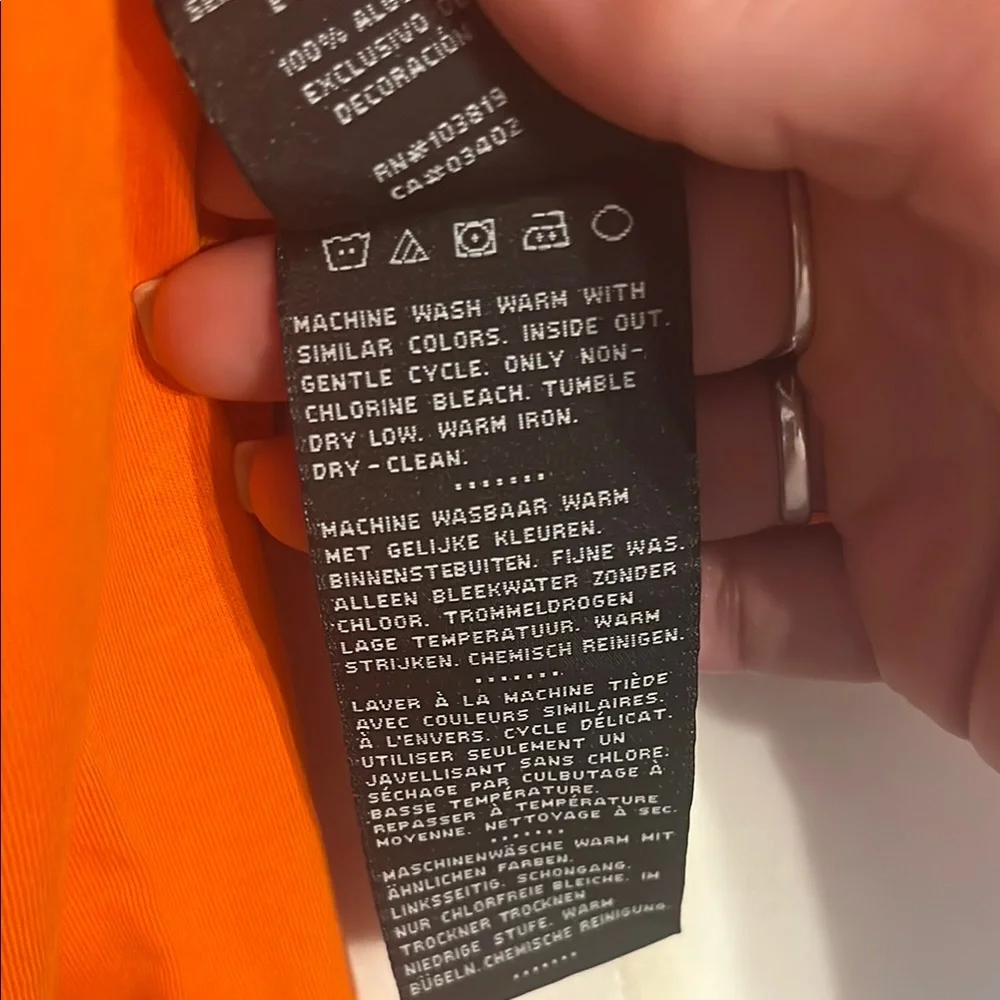 100%
EXCLUSIVO
DECORACIÓN
RN#103819
CA#03402
MACHINE WASH WARM WITH
SIMILAR COLORS. INSIDE OUT.
GENTLE CYCLE. ONLY NON-
CHLORINE BLEACH. TUMBLE
DRY LOW. WARM IRON.
DRY-CLEAN.
MACHINE WASBAAR WARM
MET GELIJKE KLEUREN.
BINNENSTEBUITEN. FIJNE WAS.
ALLEEN BLEEKWATER ZONDER
CHLOOR. TROMMELDROGEN
LAGE TEMPERATUUR. WARM
STRIJKEN. CHEMISCH REINIGEN.
LAVER À LA MACHINE TIÈDE
AVEC COULEURS SIMILAIRES.
À L'ENVERS. CYCLE DÉLICAT.
UTILISER SEULEMENT UN
JAVELLISANT SANS CHLORE.
SÉCHAGE PAR CULBUTAGE À
BASSE TEMPÉRATURE.
REPASSER À TEMPÉRATURE
MOYENNE. NETTOYAGE À SEC.
MASCHINENWÄSCHE WARM MIT
ÄHNLICHEN FARBEN.
LINKSSEITIG. SCHONGANG.
NUR CHLORFREIE BLEICHE. IM
TROCKNER TROCKNEN
NIEDRIGE STUFE. WARM
BÜGELN. CHEMISCHE REINIGUNG.